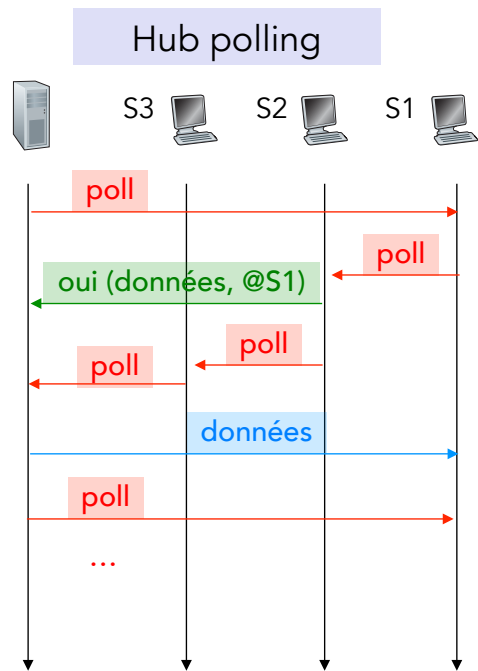 Hub polling
S3 S2 S1
poll
poll
oui (données, @S1)
poll
poll
données
poll
...